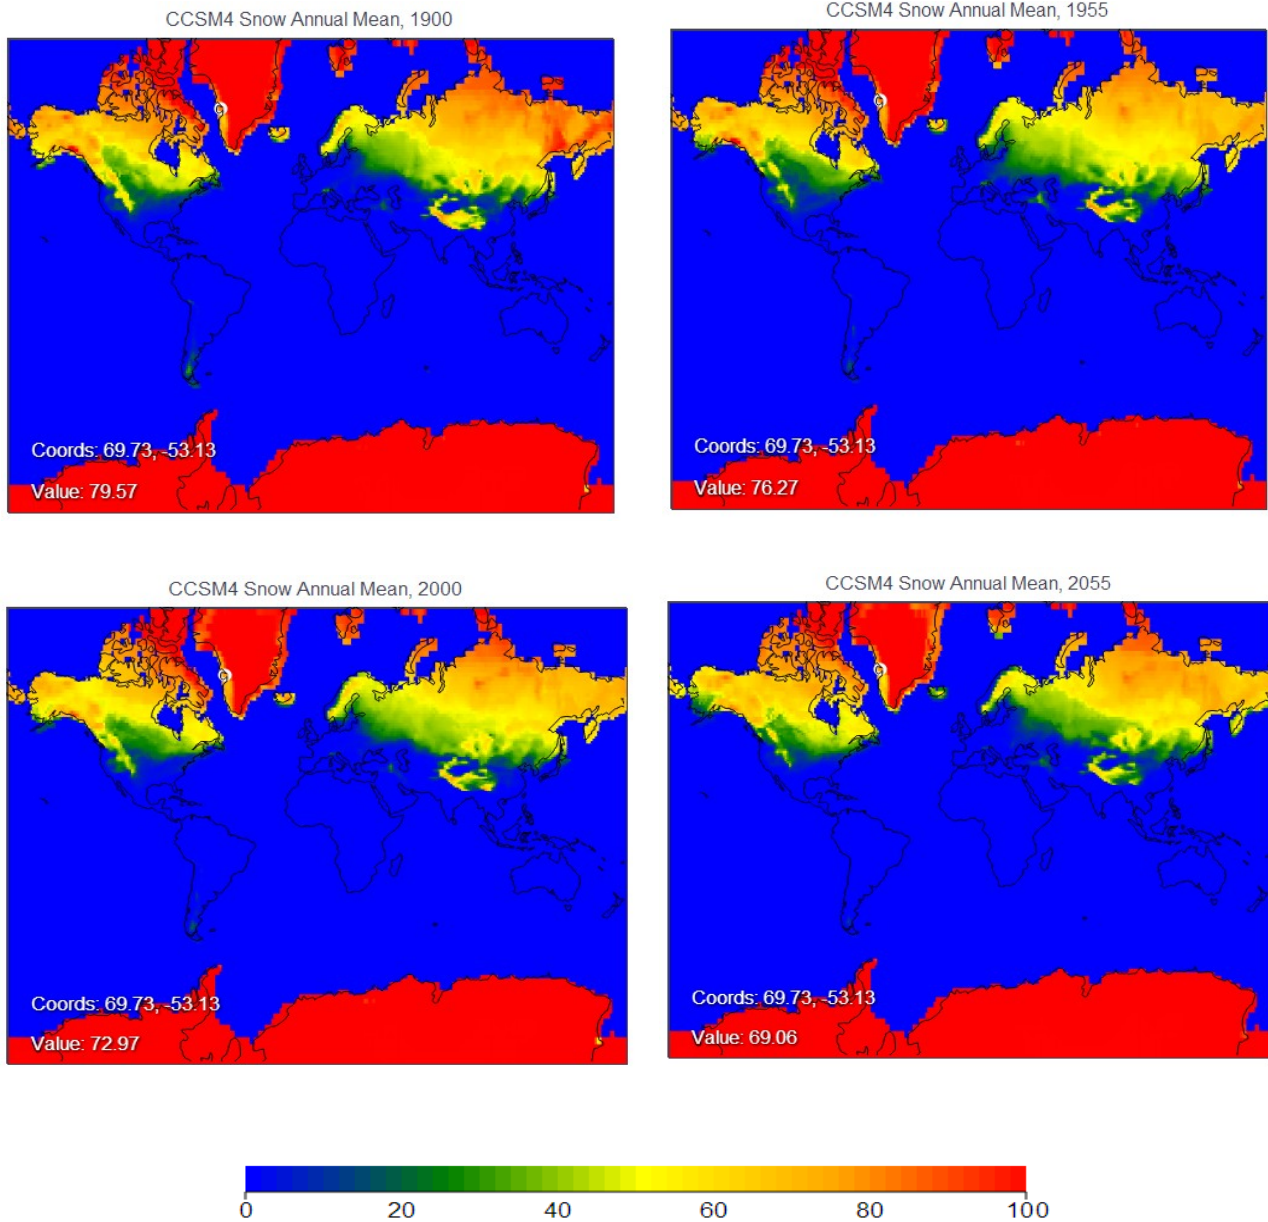 CCSM4 Snow Annual Mean, 1900
Coords: 69.73, -53.13
Value: 79.57
CCSM4 Snow Annual Mean, 1955
Coords: 69.73, -53.13
Value: 76.27
CCSM4 Snow Annual Mean, 2000
Coords: 69.73, -53.13
Value: 72.97
CCSM4 Snow Annual Mean, 2055
Coords: 69.73, -53.13
Value: 69.06
0 20 40 60 80 100